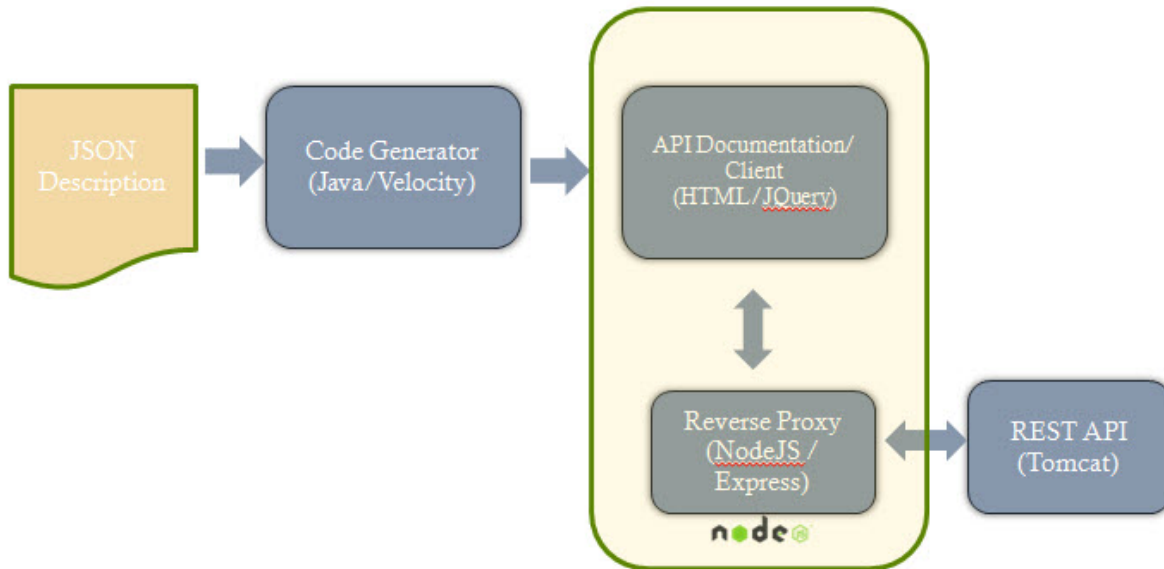 JSON
Description
Code Generator
(Java/Velocity)
API Documentation/
Client
(HTML/JQuery)
Reverse Proxy
(NodeJS /
Express)
node
JS
REST API
(Tomcat)